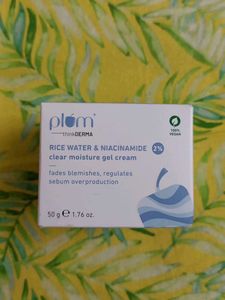 plúm
thinkDERMA
RICE WATER & NIACINAMIDE 2%
clear moisture gel cream
fades blemishes, regulates
sebum overproduction
50 g e 1.76 oz.
100%
VEGAN